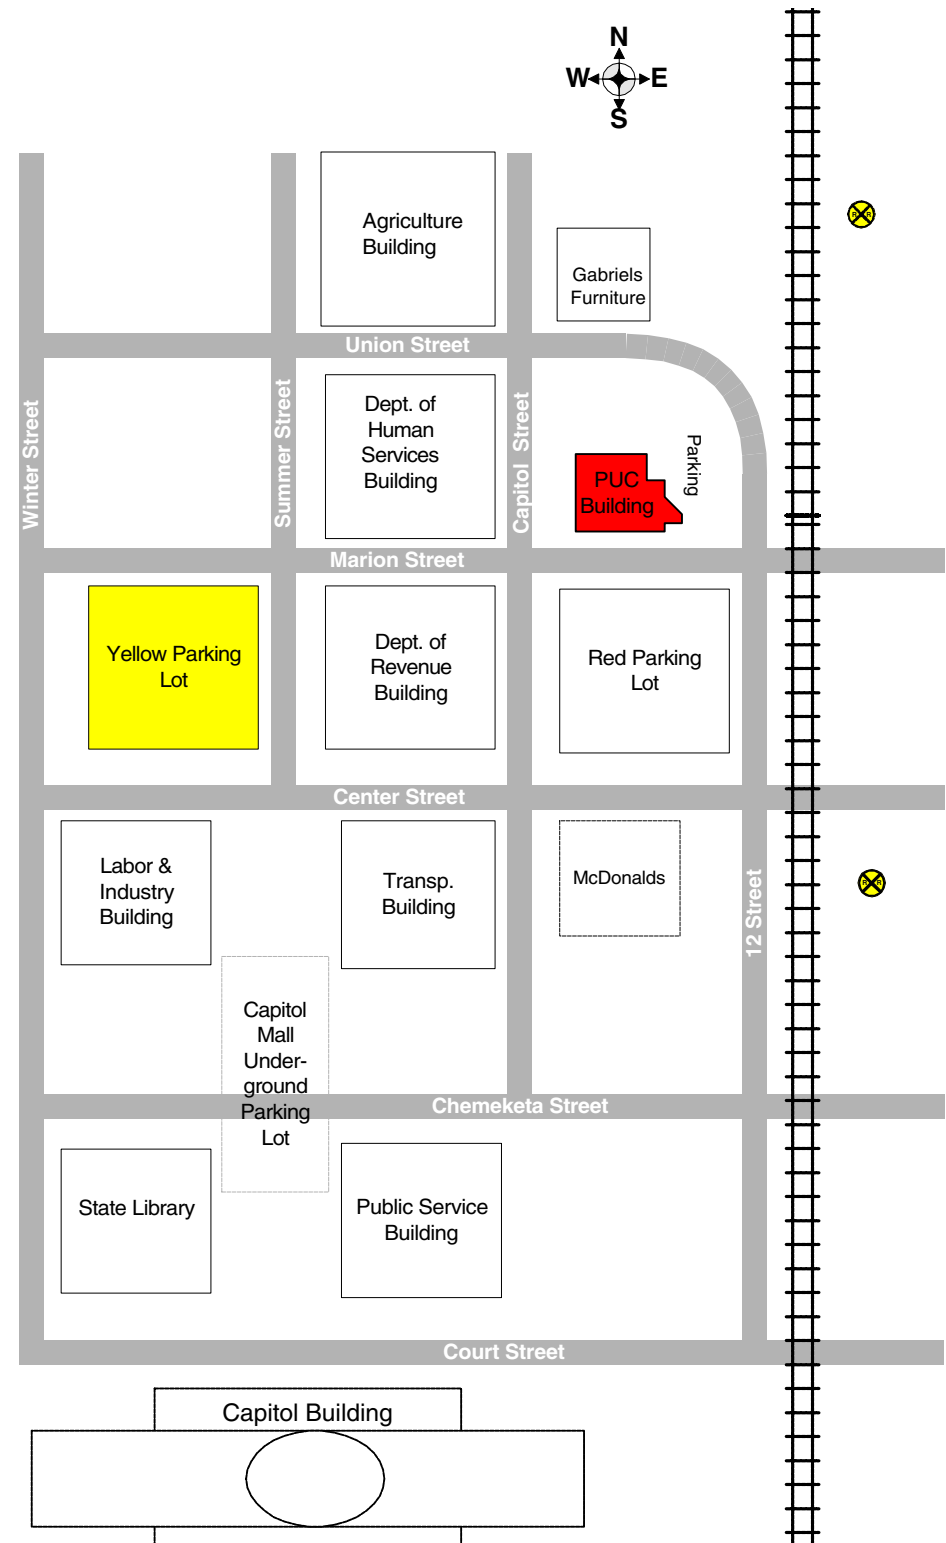 N
W E
S
Agriculture
Building
Gabriels
Furniture
Union Street
Winter Street
Summer Street
Dept. of
Human
Services
Building
Capitol Street
Parking
PUC
Building
Marion Street
Yellow Parking
Lot
Dept. of
Revenue
Building
Red Parking
Lot
Center Street
Labor &
Industry
Building
Transp.
Building
McDonalds
12 Street
Capitol
Mall
Under-
ground
Parking
Lot
Chemeketa Street
State Library
Public Service
Building
Court Street
Capitol Building
R R
R R